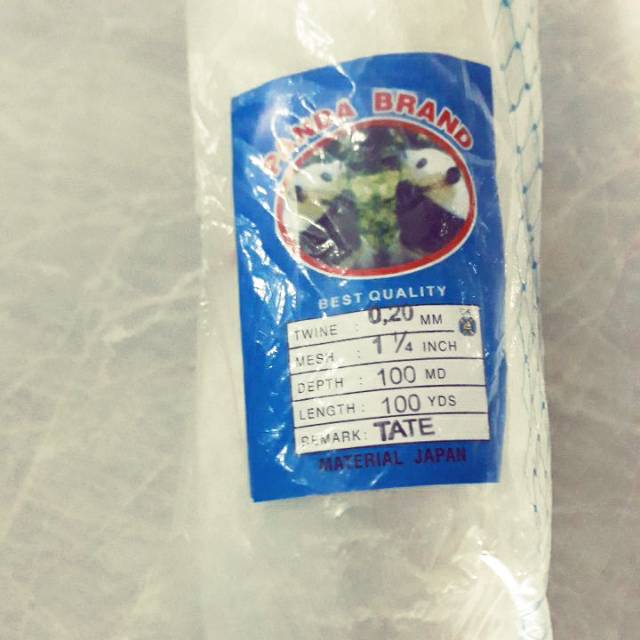 PANDA BRAND
BEST QUALITY
TWINE : 0,20 MM
MESH : 1 1/4 INCH
DEPTH : 100 MD
LENGTH : 100 YDS
REMARK: TATE
MATERIAL JAPAN